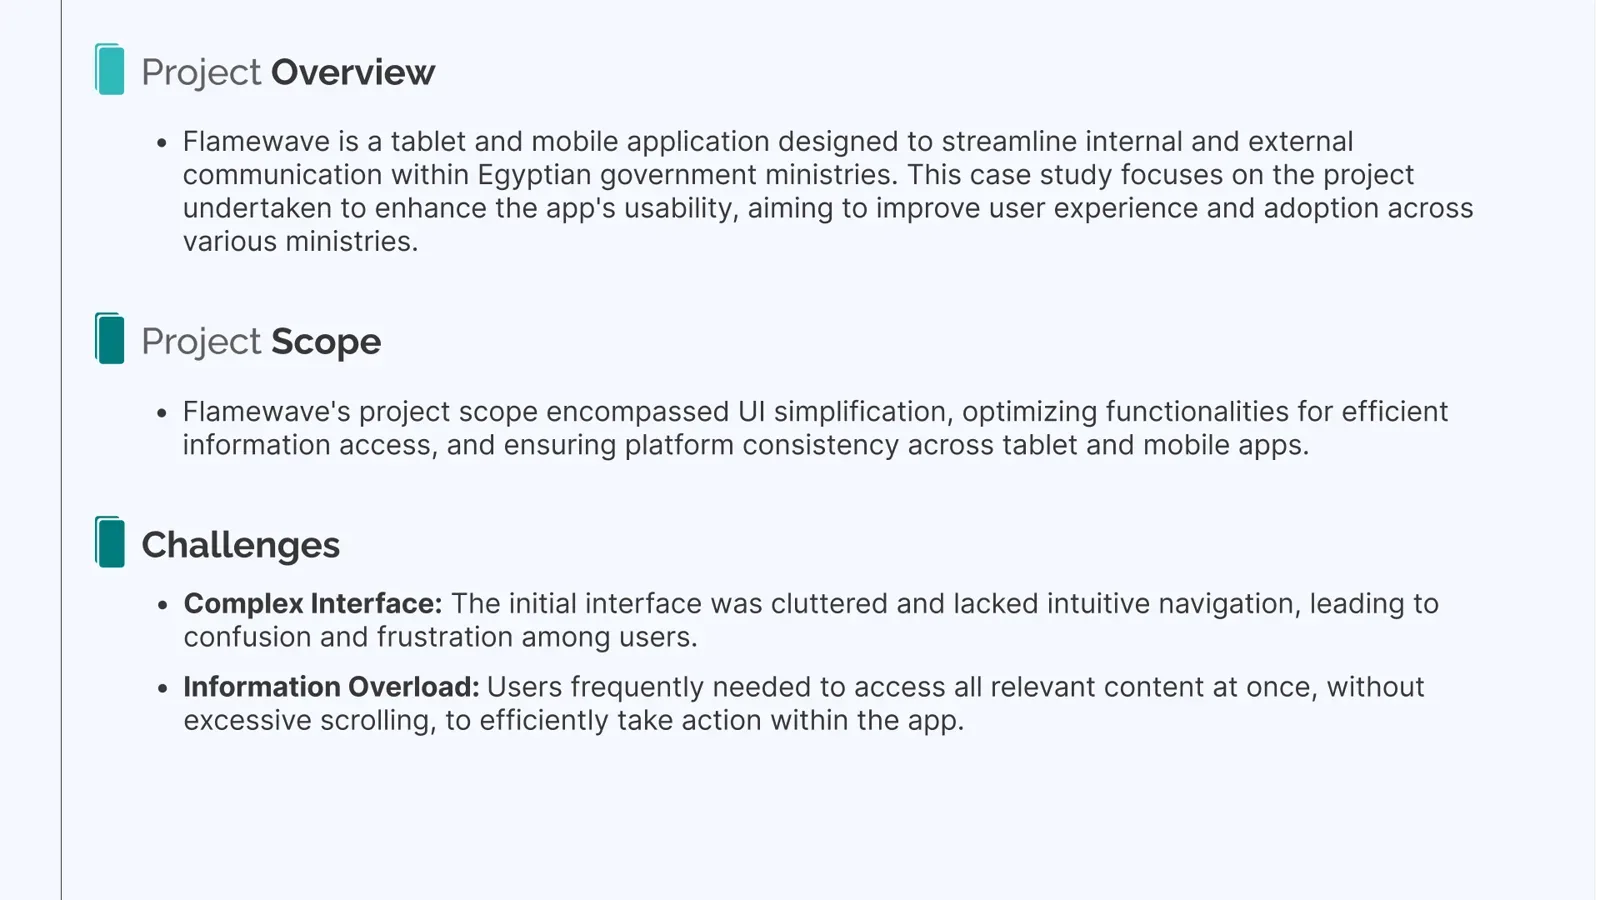 Project Overview
• Flamewave is a tablet and mobile application designed to streamline internal and external
communication within Egyptian government ministries. This case study focuses on the project
undertaken to enhance the app's usability, aiming to improve user experience and adoption across
various ministries.
Project Scope
• Flamewave's project scope encompassed UI simplification, optimizing functionalities for efficient
information access, and ensuring platform consistency across tablet and mobile apps.
Challenges
• Complex Interface: The initial interface was cluttered and lacked intuitive navigation, leading to
confusion and frustration among users.
• Information Overload: Users frequently needed to access all relevant content at once, without
excessive scrolling, to efficiently take action within the app.